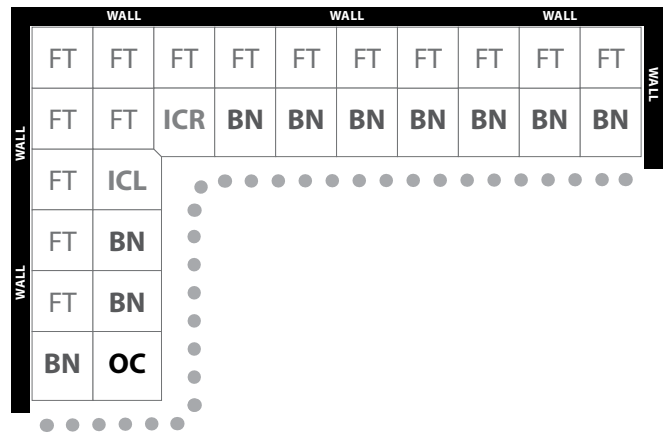 WALL WALL WALL
FT FT FT FT FT FT FT FT FT FT
WALL
FT FT ICR BN BN BN BN BN BN BN
WALL
FT ICL
FT BN
WALL
FT BN
BN OC